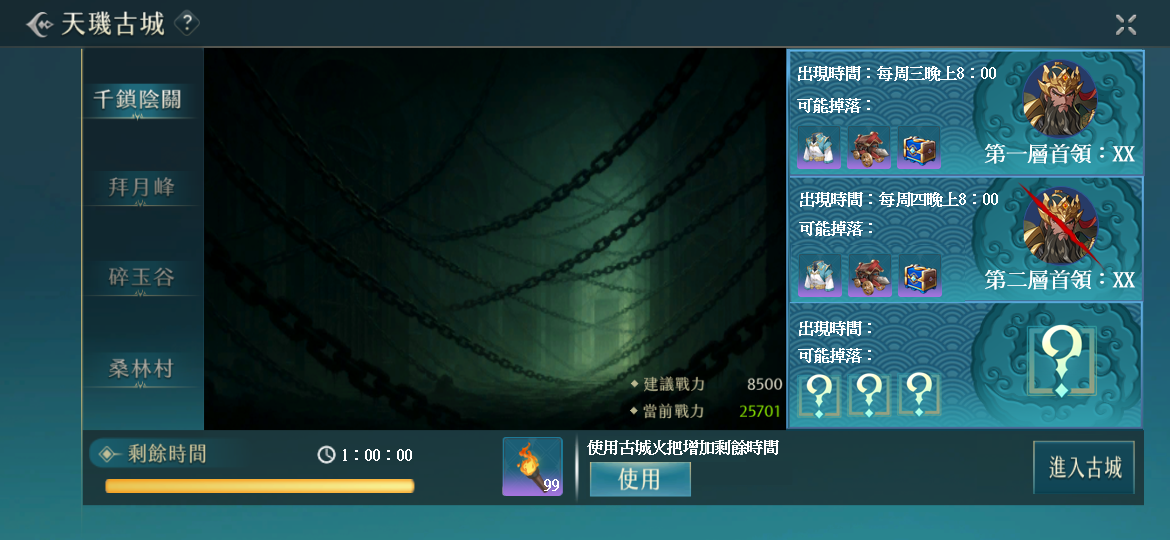 天璣古城 ?
千鎖陰關
拜月峰
碎玉谷
桑林村
建議戰力 8500
當前戰力 25701
出現時間：每周三晚上8：00
可能掉落：
第一層首領：XX
出現時間：每周四晚上8：00
可能掉落：
第二層首領：XX
出現時間：
可能掉落：
剩餘時間
1：00：00
99
使用古城火把增加剩餘時間
使用
進入古城